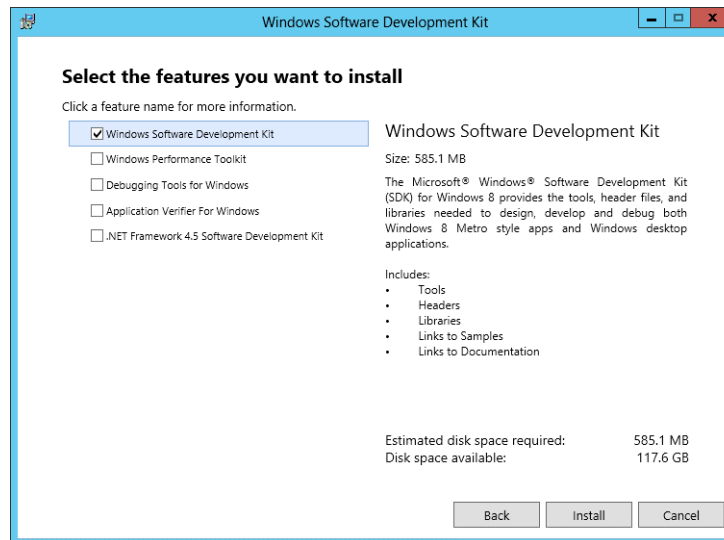 Windows Software Development Kit
Select the features you want to install
Click a feature name for more information.
Windows Software Development Kit
Windows Performance Toolkit
Debugging Tools for Windows
Application Verifier For Windows
.NET Framework 4.5 Software Development Kit
Windows Software Development Kit
Size: 585.1 MB
The Microsoft® Windows® Software Development Kit
(SDK) for Windows 8 provides the tools, header files, and
libraries needed to design, develop and debug both
Windows 8 Metro style apps and Windows desktop
applications.
Includes:
• Tools
• Headers
• Libraries
• Links to Samples
• Links to Documentation
Estimated disk space required: 585.1 MB
Disk space available: 117.6 GB
Back Install Cancel